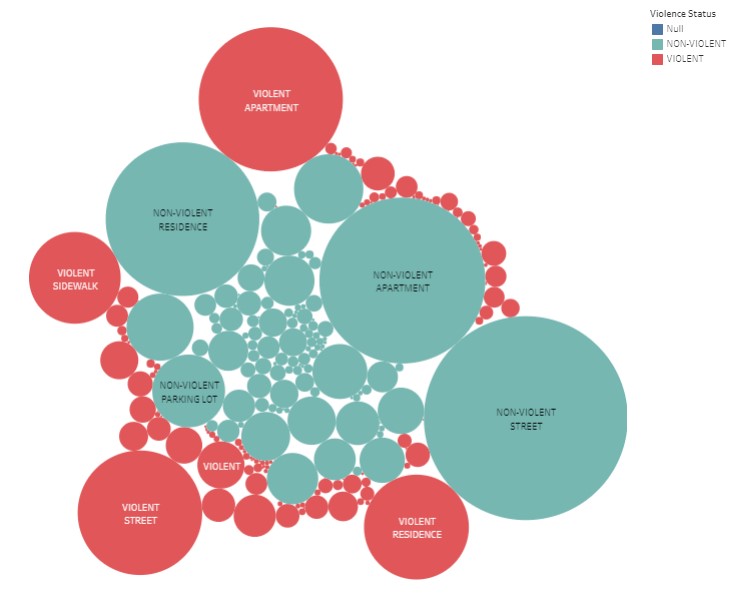 Violence Status
Null
NON-VIOLENT
VIOLENT
VIOLENT
APARTMENT
NON-VIOLENT
RESIDENCE
VIOLENT
SIDEWALK
NON-VIOLENT
APARTMENT
NON-VIOLENT
PARKING LOT
NON-VIOLENT
STREET
VIOLENT
VIOLENT
STREET
VIOLENT
RESIDENCE